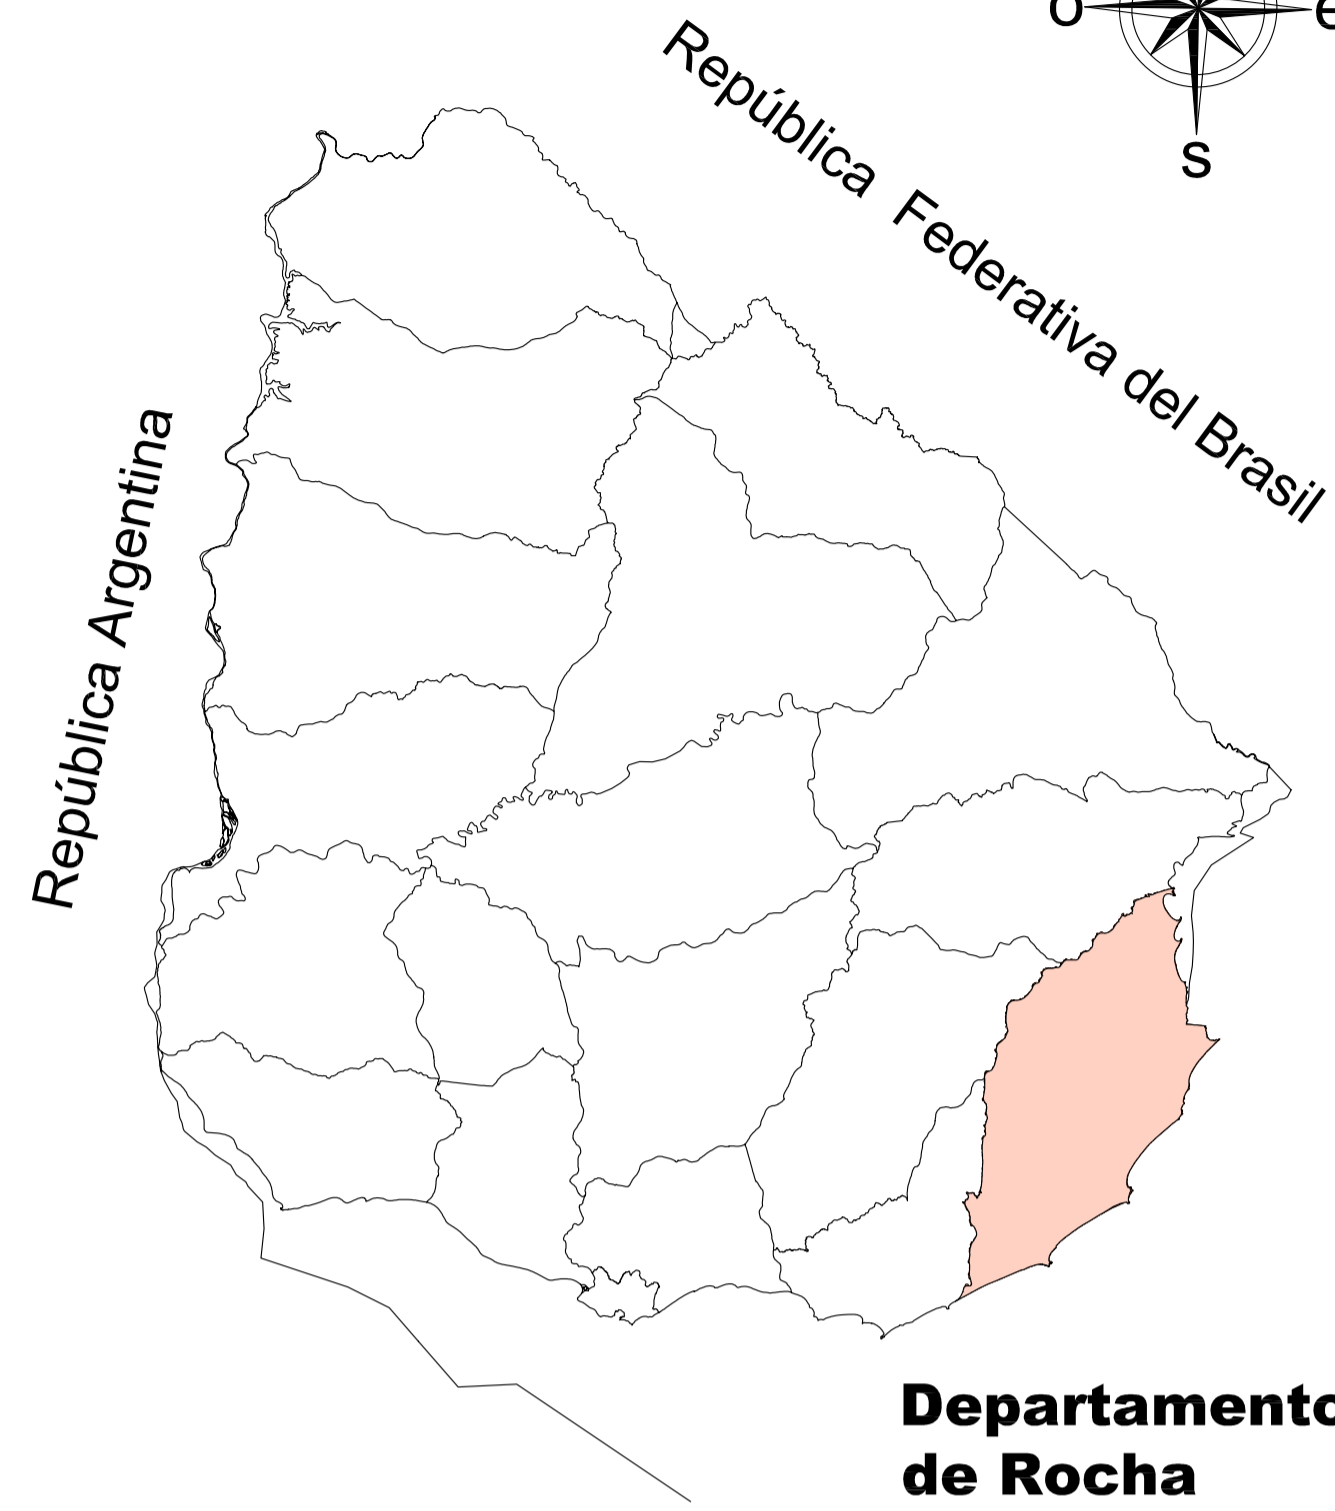 O
e
S
República Federativa del Brasil
República Argentina
Departamento
de Rocha